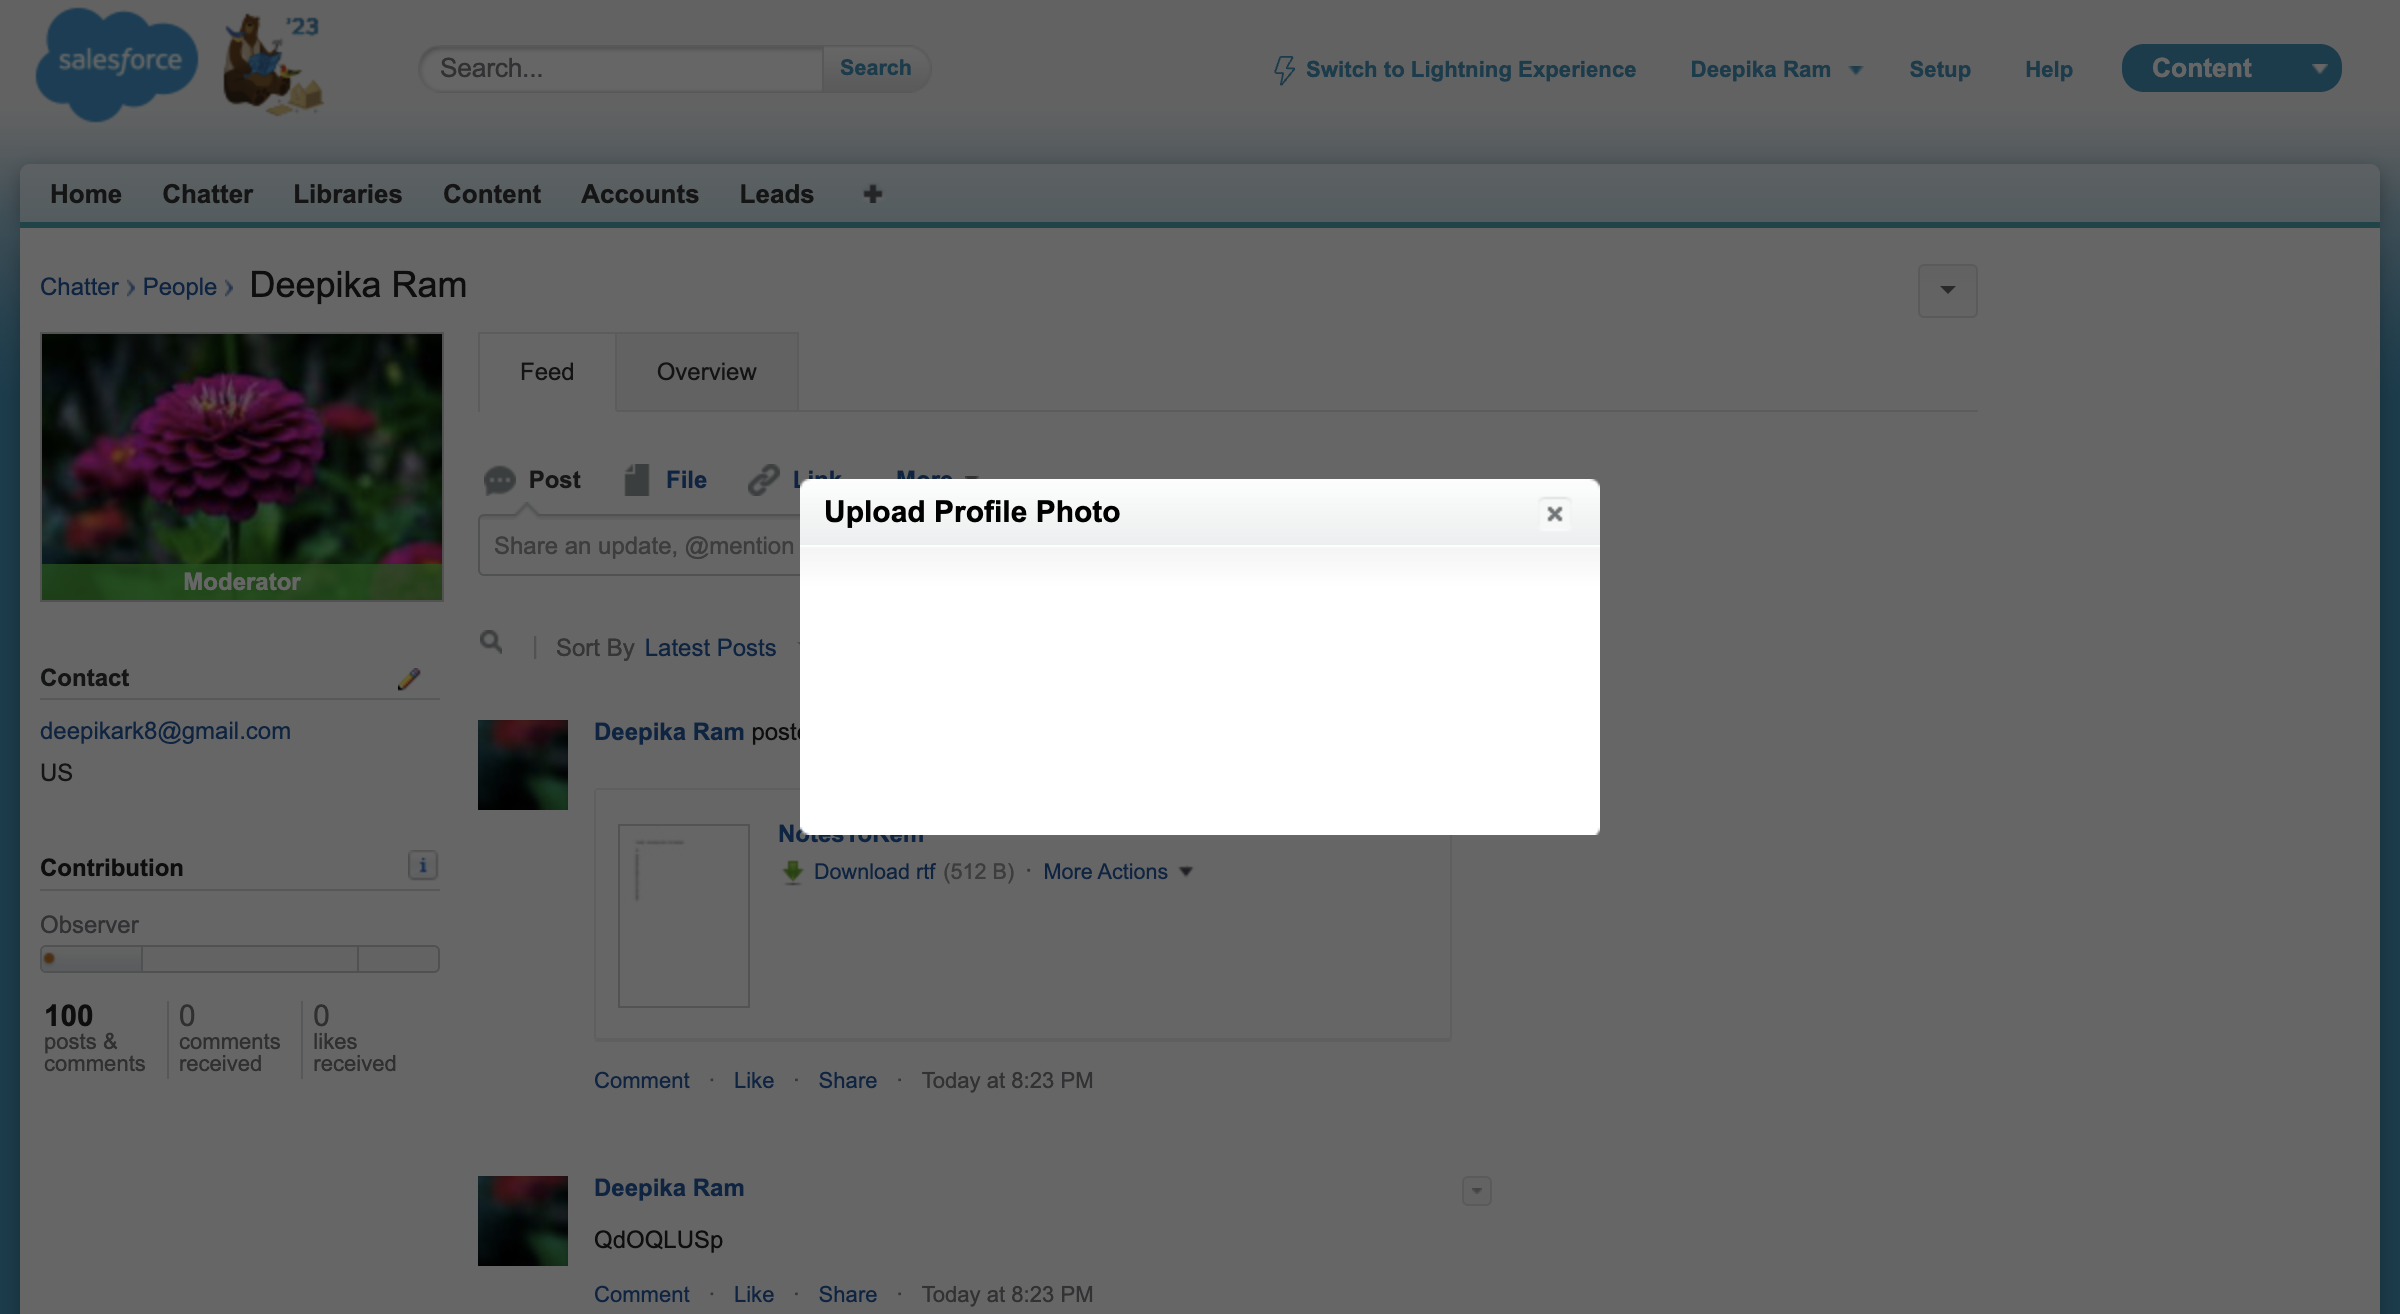 salesforce
'23
Search...
Search
Switch to Lightning Experience
Deepika Ram
Setup
Help
Content
Home
Chatter
Libraries
Content
Accounts
Leads
Chatter › People › Deepika Ram
Moderator
Feed
Overview
Post
File
Link
More
Share an update, @mention
Sort By Latest Posts
Upload Profile Photo
Contact
deepikark8@gmail.com
US
Contribution
Observer
100
posts &
comments
0
comments
received
0
likes
received
Deepika Ram
Download rtf (512 B) · More Actions
Comment · Like · Share · Today at 8:23 PM
Deepika Ram
QdOQLUSp
Comment · Like · Share · Today at 8:23 PM